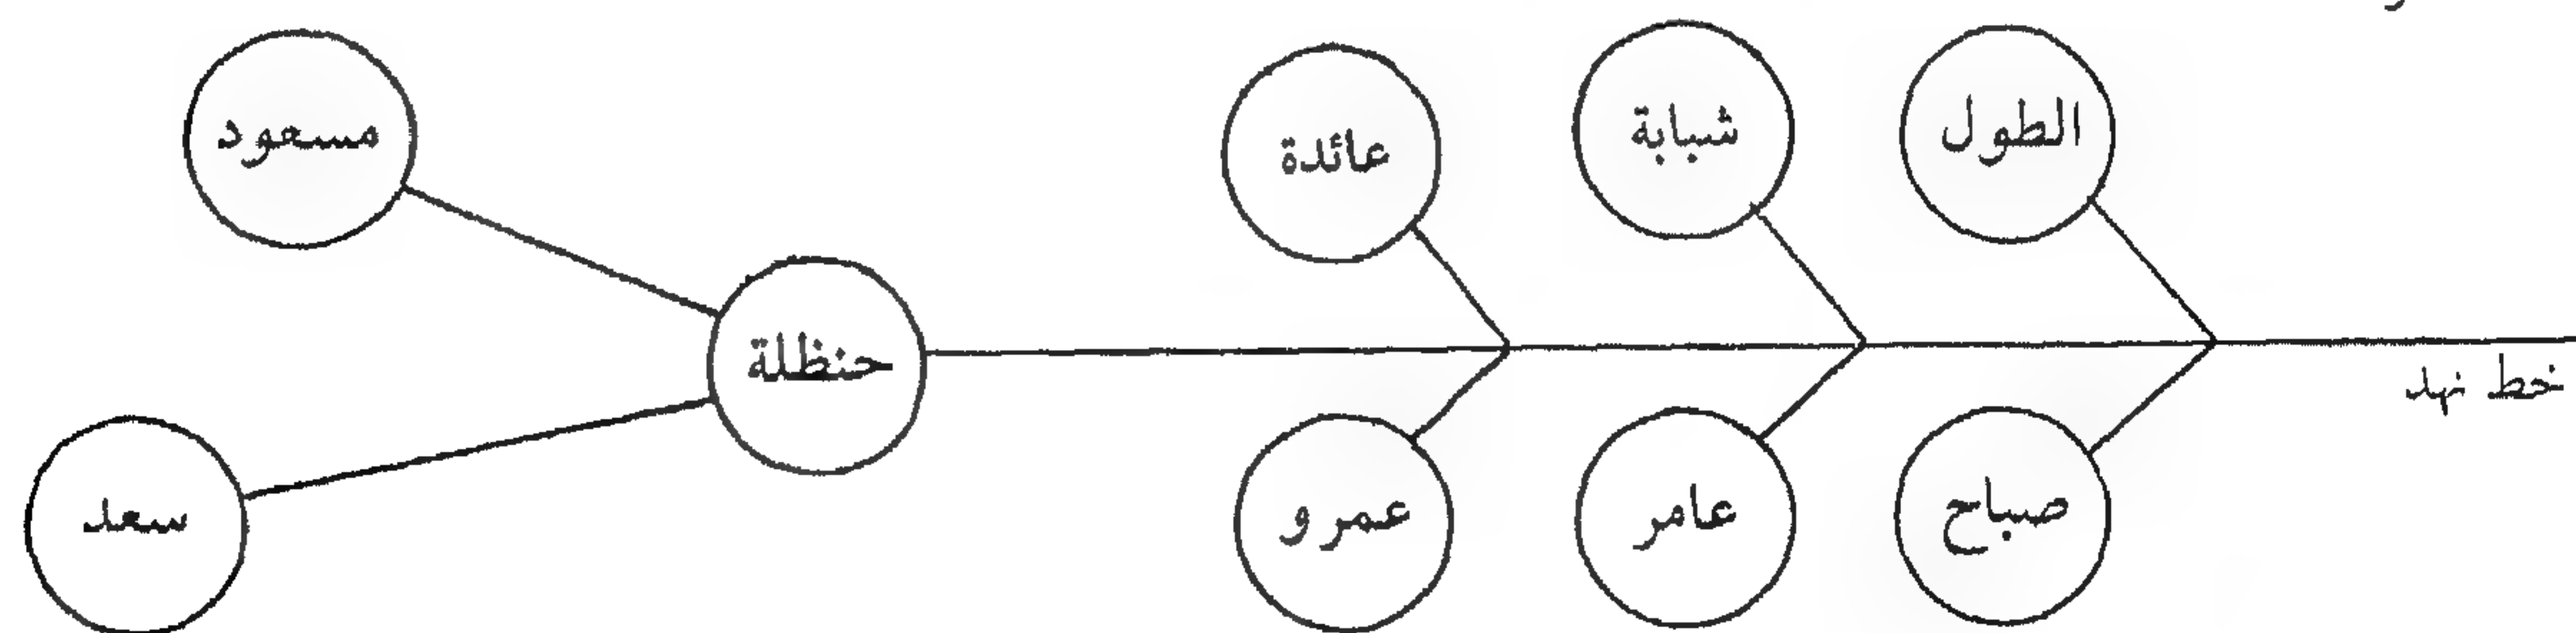 الطول
شبابة
عائدة
مسعود
خط نهد
حنظلة
صباح
عامر
عمرو
سعد